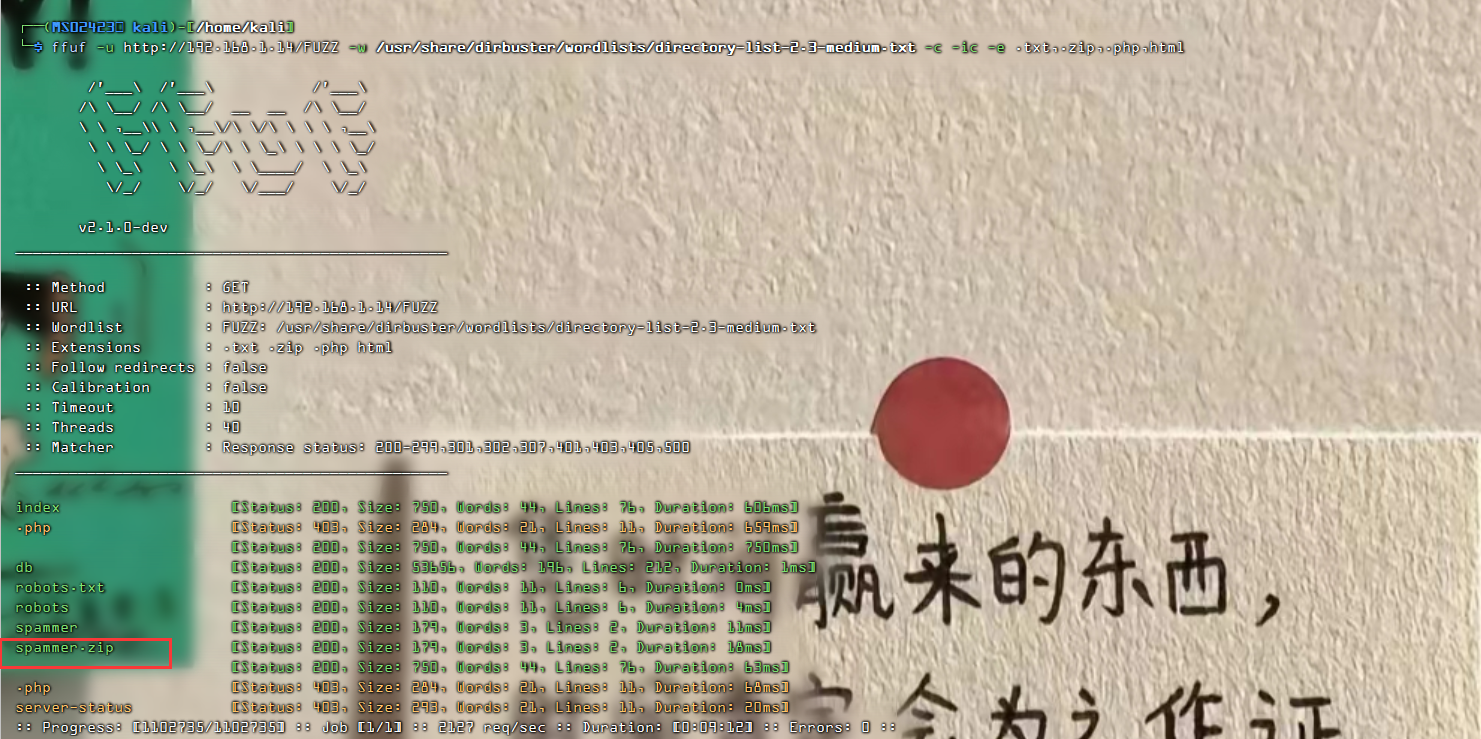 ┌──(MS02423㉿kali)-[/home/kali]
└─$ ffuf -u http://192.168.1.14/FUZZ -w /usr/share/dirbuster/wordlists/directory-list-2.3-medium.txt -c -ic -e .txt,.zip,.php,html
v2.1.0-dev
:: Method : GET
:: URL : http://192.168.1.14/FUZZ
:: Wordlist : FUZZ: /usr/share/dirbuster/wordlists/directory-list-2.3-medium.txt
:: Extensions : .txt .zip .php html
:: Follow redirects : false
:: Calibration : false
:: Timeout : 10
:: Threads : 40
:: Matcher : Response status: 200-299,301,302,307,401,403,405,500
index [Status: 200, Size: 750, Words: 44, Lines: 76, Duration: 606ms]
.php [Status: 403, Size: 284, Words: 21, Lines: 11, Duration: 659ms]
[Status: 200, Size: 750, Words: 44, Lines: 76, Duration: 750ms]
db [Status: 200, Size: 53656, Words: 196, Lines: 212, Duration: 1ms]
robots.txt [Status: 200, Size: 110, Words: 11, Lines: 6, Duration: 0ms]
robots [Status: 200, Size: 110, Words: 11, Lines: 6, Duration: 4ms]
spammer [Status: 200, Size: 179, Words: 3, Lines: 2, Duration: 11ms]
spammer.zip [Status: 200, Size: 179, Words: 3, Lines: 2, Duration: 18ms]
[Status: 200, Size: 750, Words: 44, Lines: 76, Duration: 63ms]
.php [Status: 403, Size: 284, Words: 21, Lines: 11, Duration: 68ms]
server-status [Status: 403, Size: 293, Words: 21, Lines: 11, Duration: 20ms]
:: Progress: [1102735/1102735] :: Job [1/1] :: 2127 req/sec :: Duration: [0:09:12] :: Errors: 0 ::
赢来的东西，
会为之作证